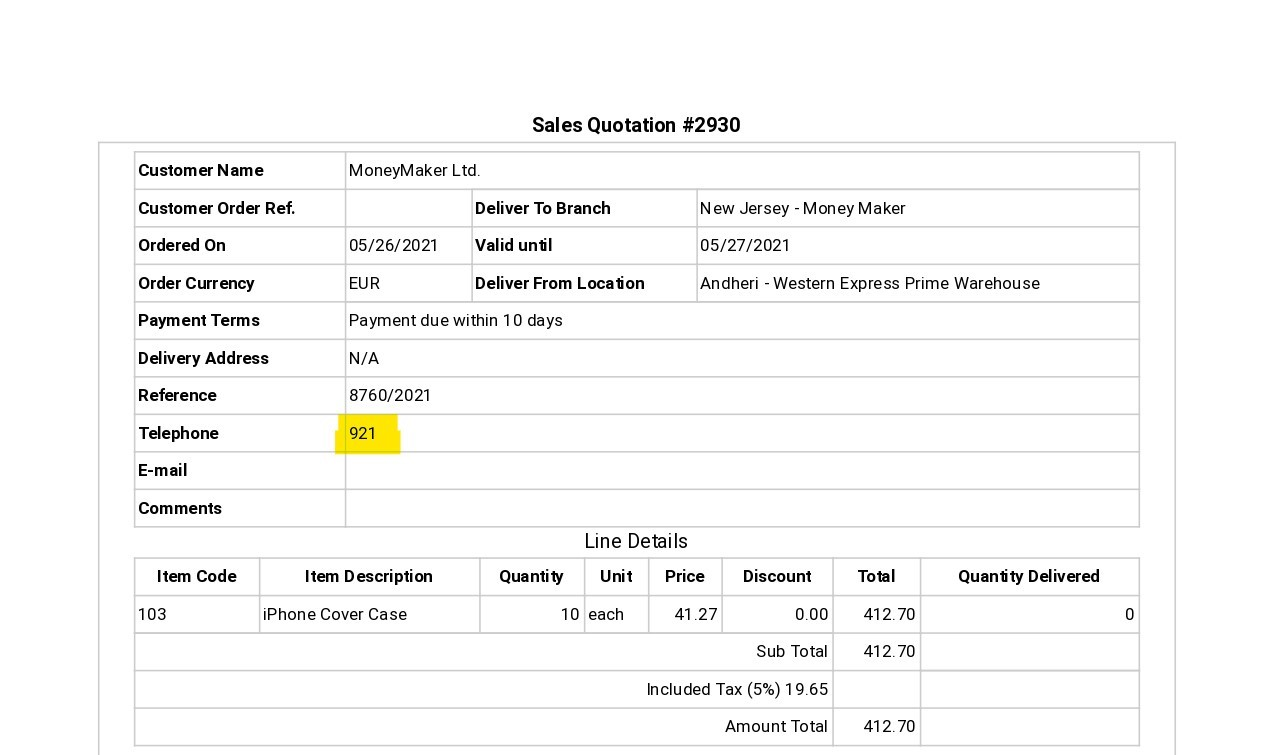 Sales Quotation #2930
Customer Name MoneyMaker Ltd.
Customer Order Ref. Deliver To Branch New Jersey - Money Maker
Ordered On 05/26/2021 Valid until 05/27/2021
Order Currency EUR Deliver From Location Andheri - Western Express Prime Warehouse
Payment Terms Payment due within 10 days
Delivery Address N/A
Reference 8760/2021
Telephone 921
E-mail
Comments
Line Details
Item Code Item Description Quantity Unit Price Discount Total Quantity Delivered
103 iPhone Cover Case 10 each 41.27 0.00 412.70 0
Sub Total 412.70
Included Tax (5%) 19.65
Amount Total 412.70